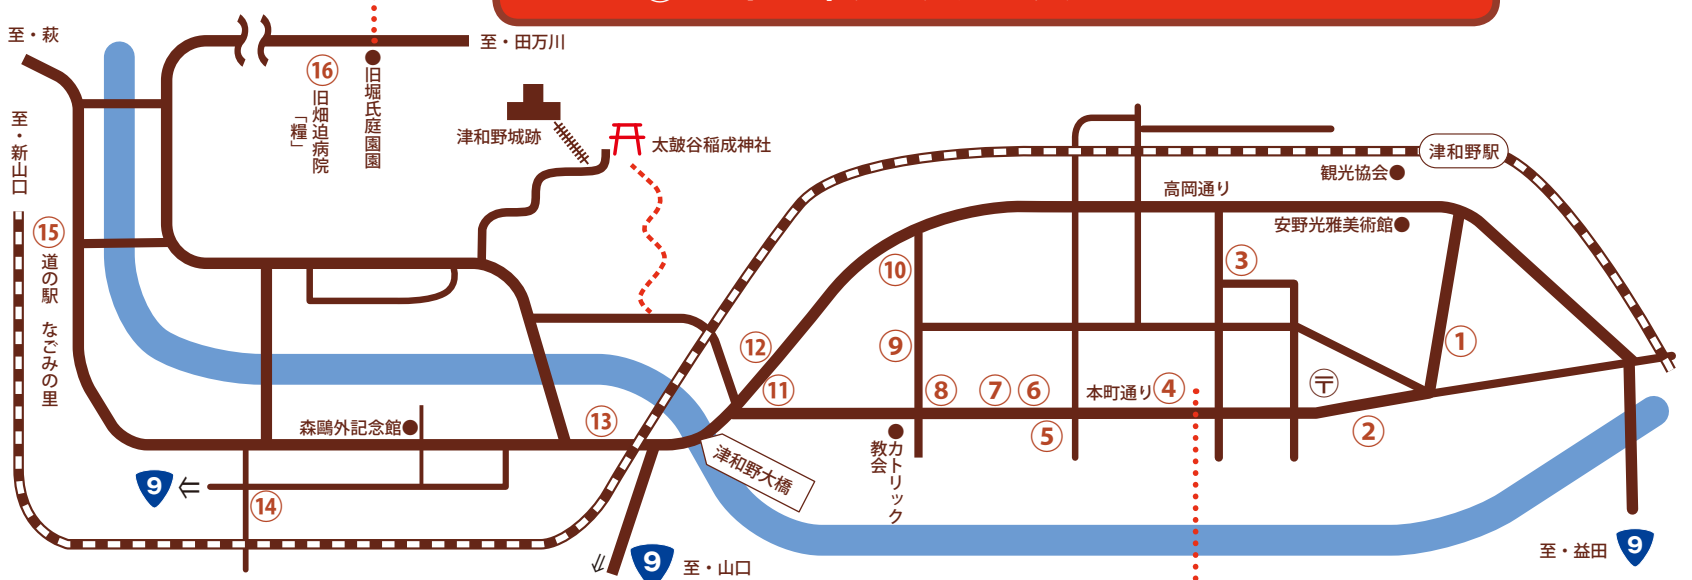 至・萩
至・新山口
至・田万川
⑯
旧畑迫病院
「糧」
旧堀氏庭園園
津和野城跡
太皷谷稲成神社
津和野駅
観光協会
高岡通り
安野光雅美術館
⑮
道の駅 なごみの里
⑩
③
①
⑨
⑫
⑪
⑧
⑦
⑥
本町通り
④
〒
②
⑤
⑬
森鷗外記念館
カトリック
教会
津和野大橋
9
⑭
9
至・山口
至・益田
9